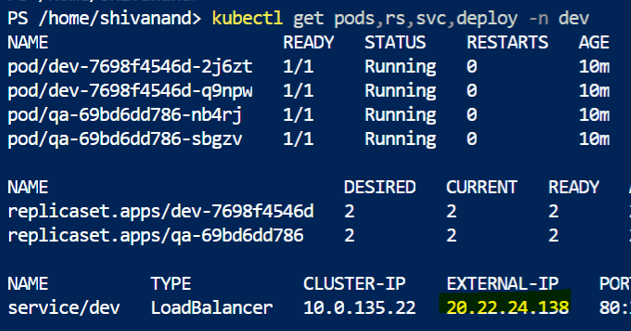 PS /home/shivanand> kubectl get pods,rs,svc,deploy -n dev
NAME READY STATUS RESTARTS AGE
pod/dev-7698f4546d-2j6zt 1/1 Running 0 10m
pod/dev-7698f4546d-q9npw 1/1 Running 0 10m
pod/qa-69bd6dd786-nb4rj 1/1 Running 0 10m
pod/qa-69bd6dd786-sbgzv 1/1 Running 0 10m
NAME DESIRED CURRENT READY
replicaset.apps/dev-7698f4546d 2 2 2
replicaset.apps/qa-69bd6dd786 2 2 2
NAME TYPE CLUSTER-IP EXTERNAL-IP POR
service/dev LoadBalancer 10.0.135.22 20.22.24.138 80: